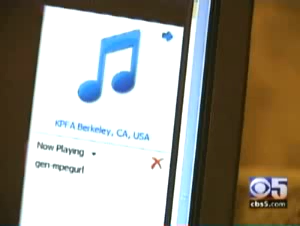 KPFA Berkeley, CA, USA
Now Playing
gen mpegurl
5
cbs5.com